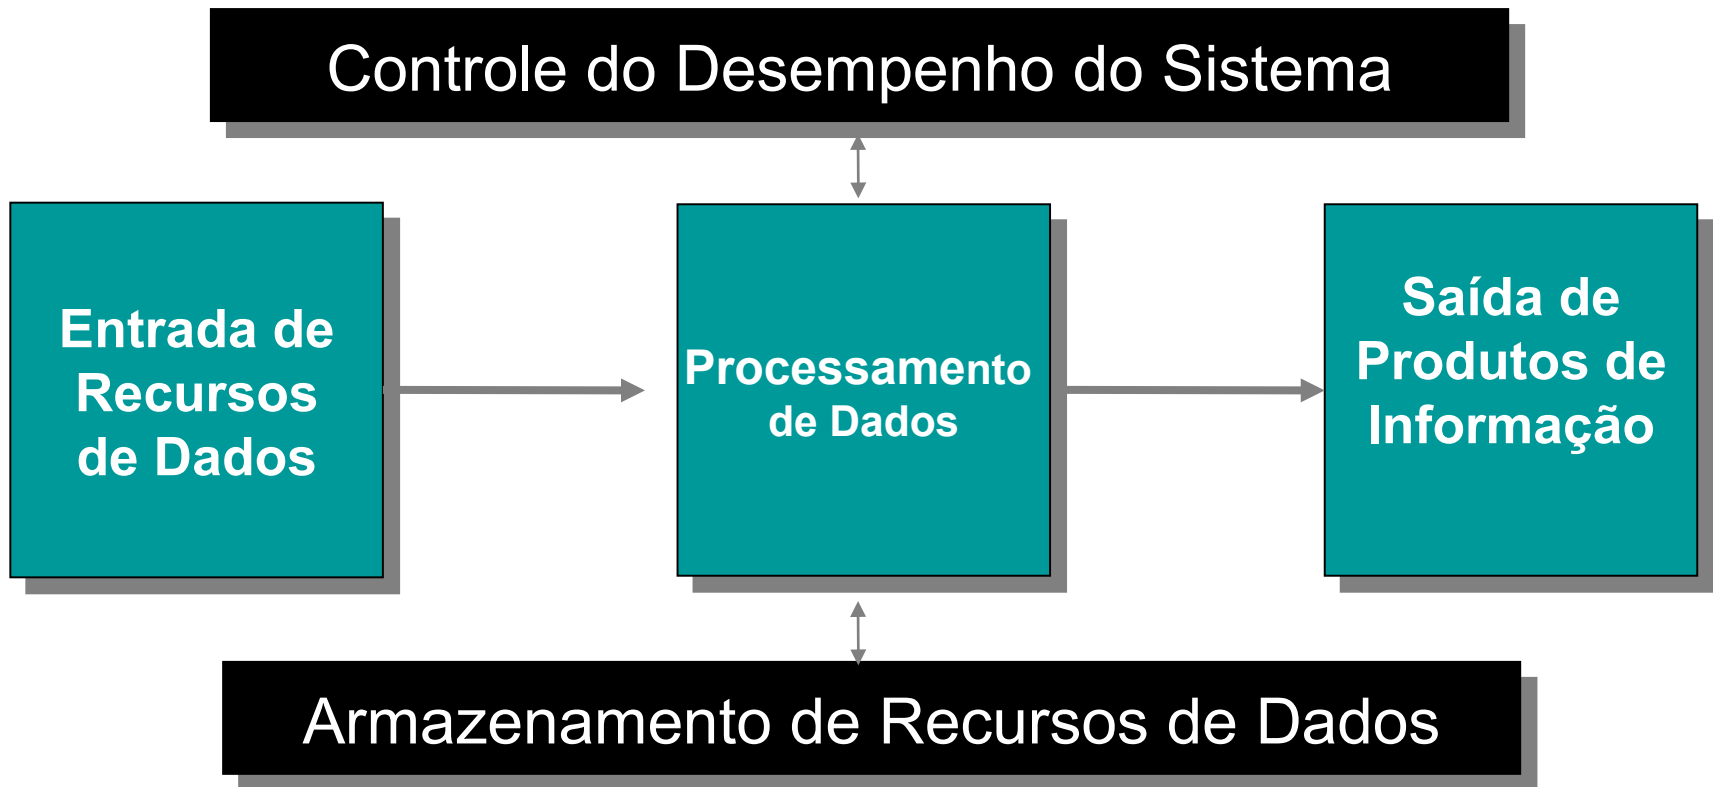 Controle do Desempenho do Sistema
Entrada de
Recursos
de Dados
Processamento
de Dados
Saída de
Produtos de
Informação
Armazenamento de Recursos de Dados